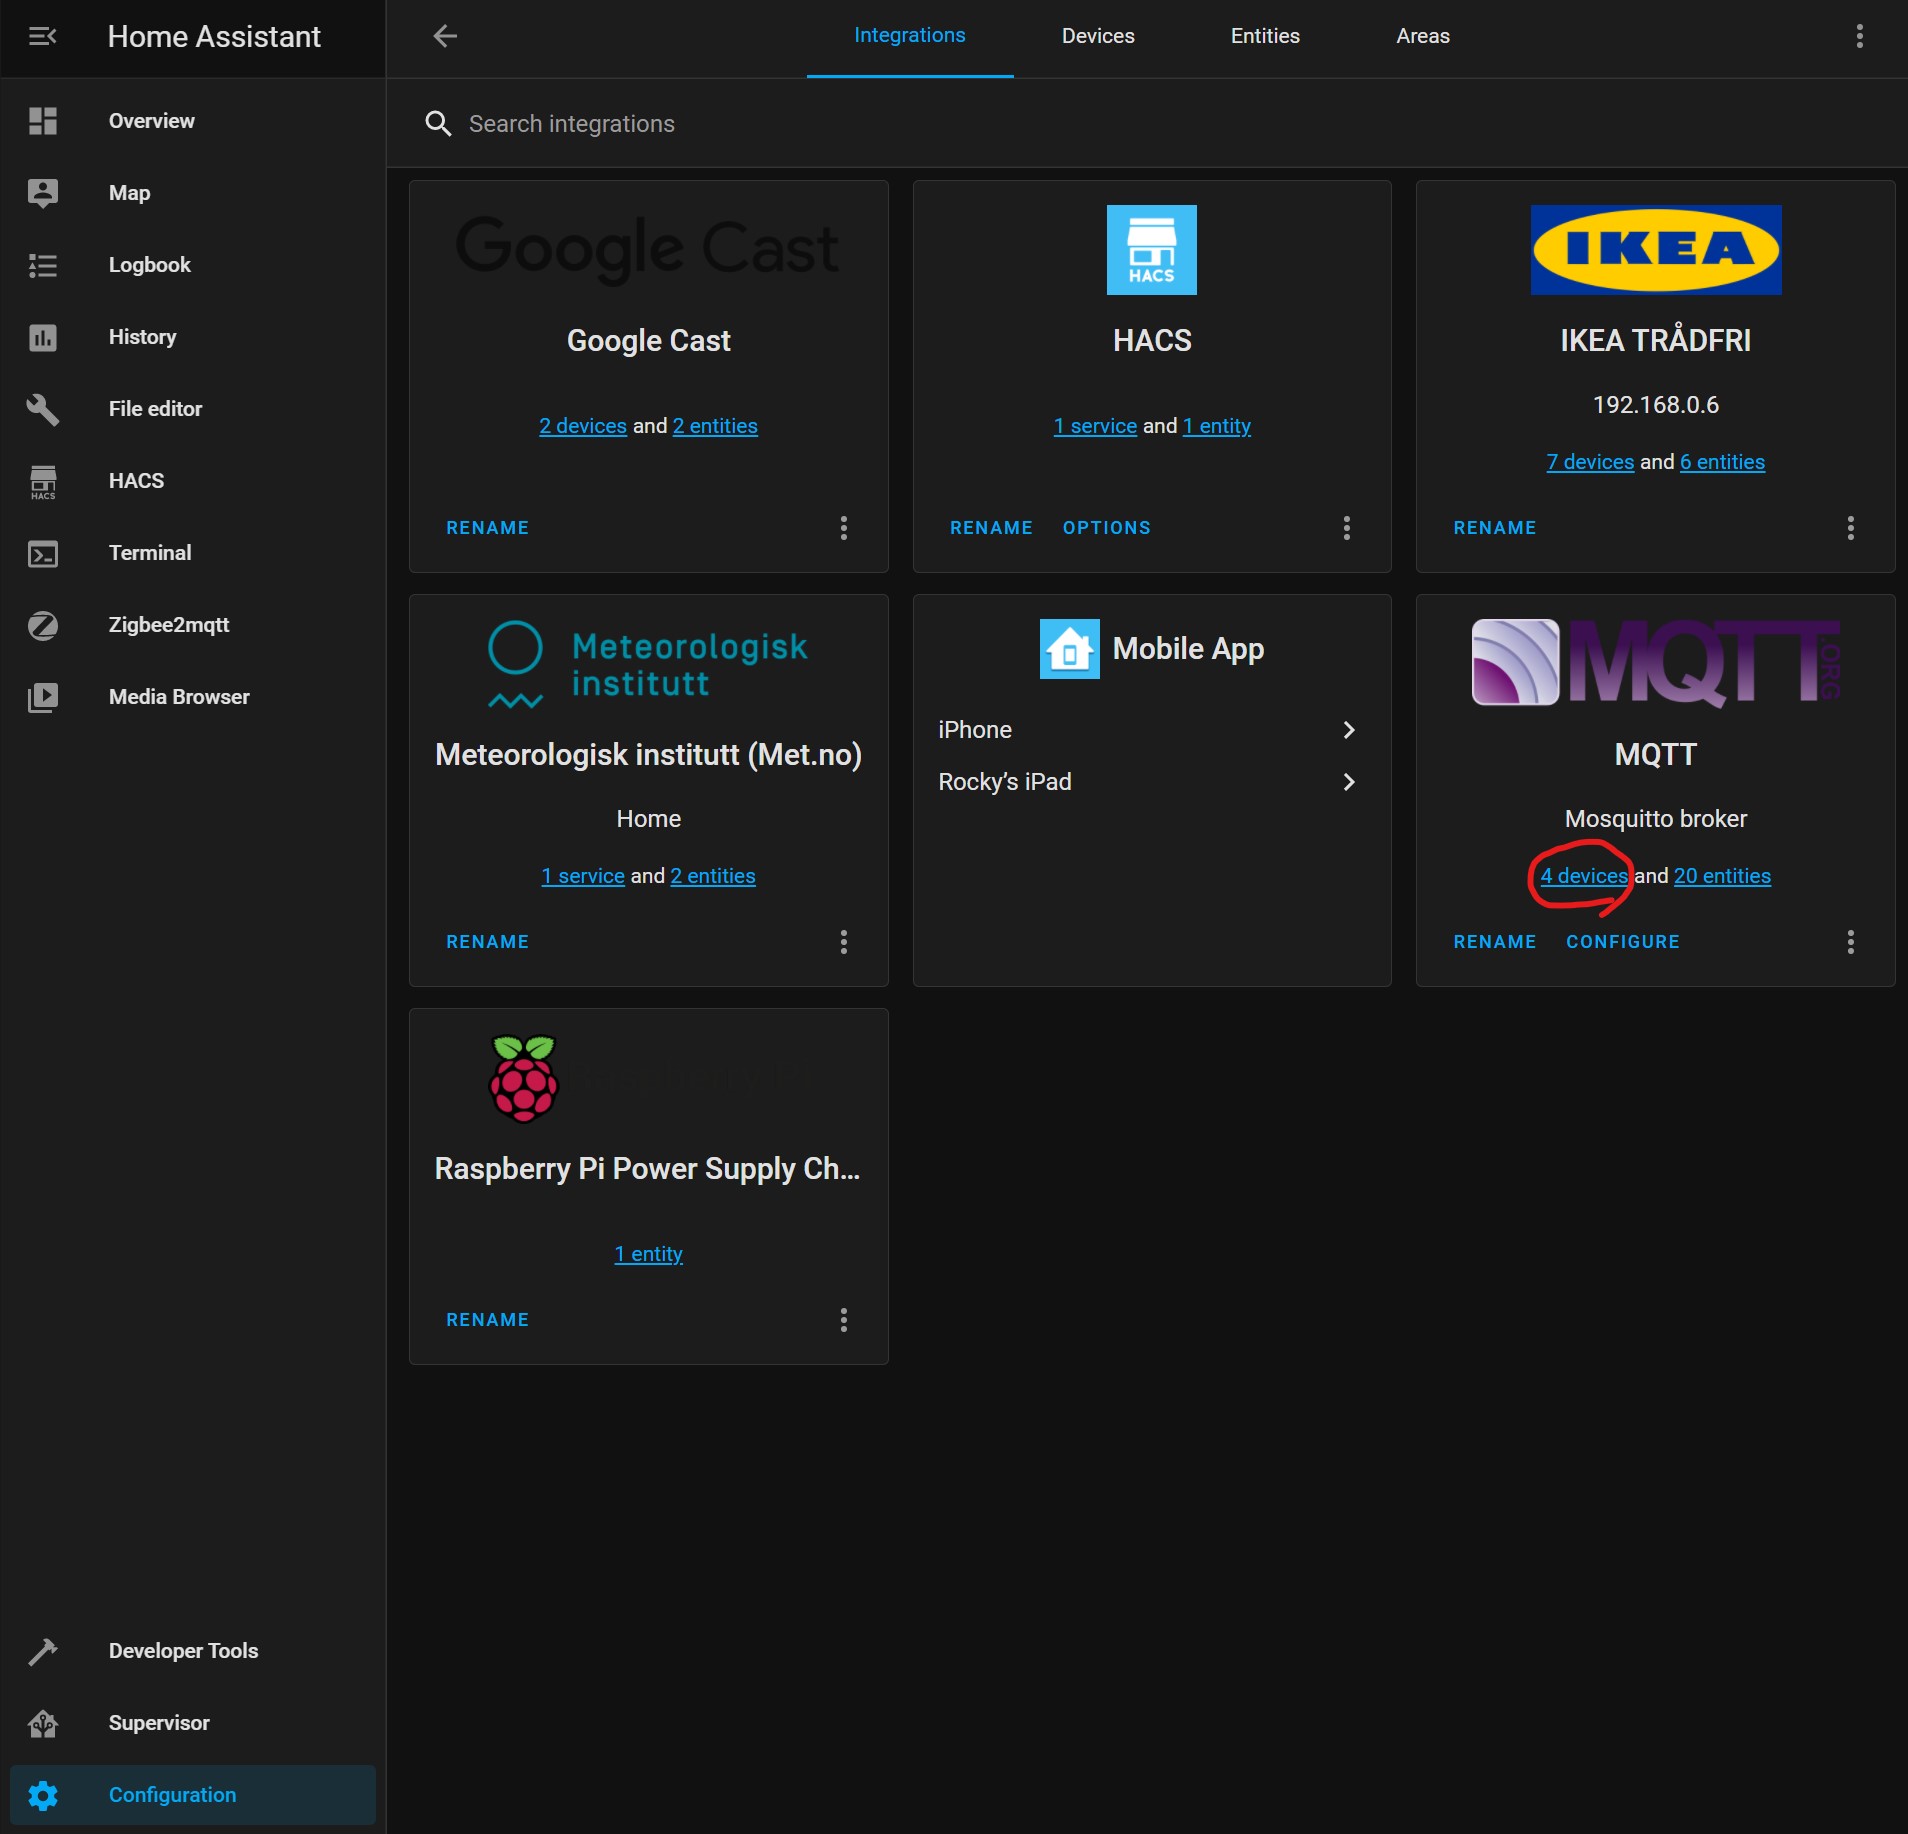 Home Assistant
Overview
Map
Logbook
History
File editor
HACS
HACS
Terminal
Zigbee2mqtt
Media Browser
Developer Tools
Supervisor
Configuration
Integrations
Devices
Entities
Areas
Search integrations
Google Cast
Google Cast
2 devices and 2 entities
RENAME
HACS
HACS
1 service and 1 entity
RENAME OPTIONS
IKEA
IKEA TRÅDFRI
192.168.0.6
7 devices and 6 entities
RENAME
Meteorologisk
institutt
Meteorologisk institutt (Met.no)
Home
1 service and 2 entities
RENAME
Mobile App
iPhone
Rocky’s iPad
MQTT.ORG
MQTT
Mosquitto broker
4 devices and 20 entities
RENAME CONFIGURE
Raspberry Pi
Raspberry Pi Power Supply Ch…
1 entity
RENAME